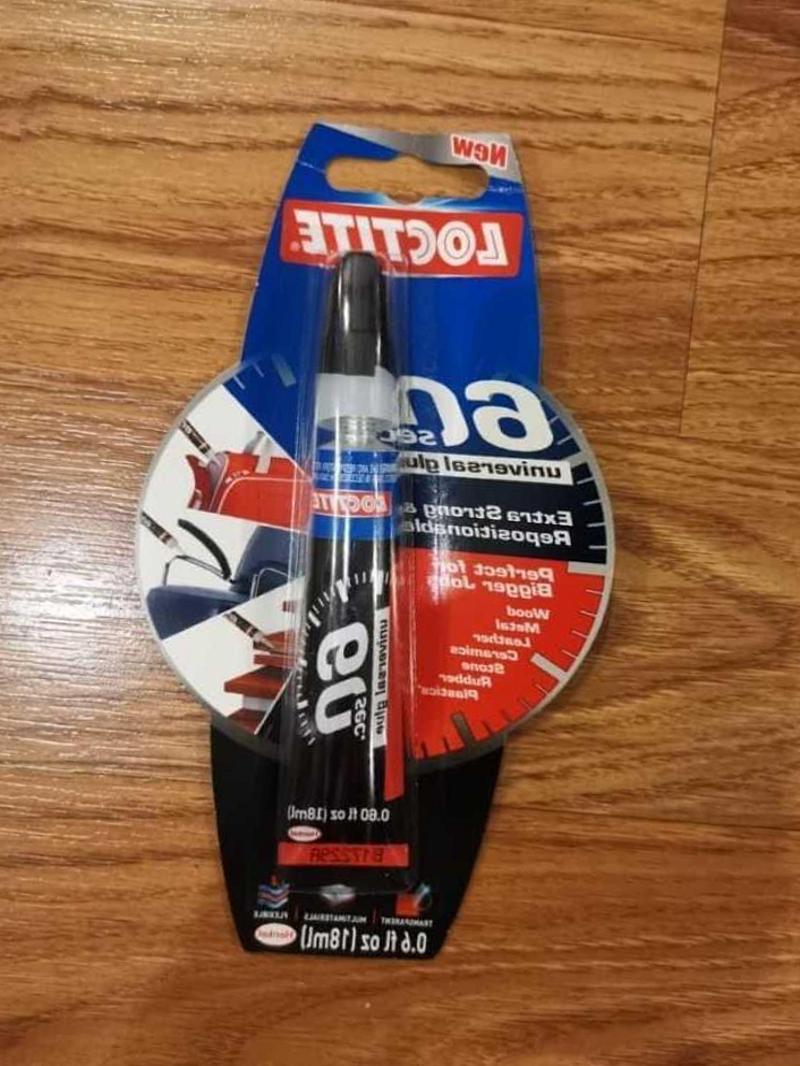 New
LOCTITE®
60
sec.
universal glue
Extra Strong &
Repositionable
Perfect for
Bigger Jobs
Wood
Metal
Leather
Ceramics
Stone
Rubber
Plastics*
LOCTITE
60
sec.
universal glue
0.60 fl oz (18ml)
Henkel
B17229A
TRANSPARENT | MULTIMATERIALS | FLEXIBLE
0.6 fl oz (18ml) Henkel